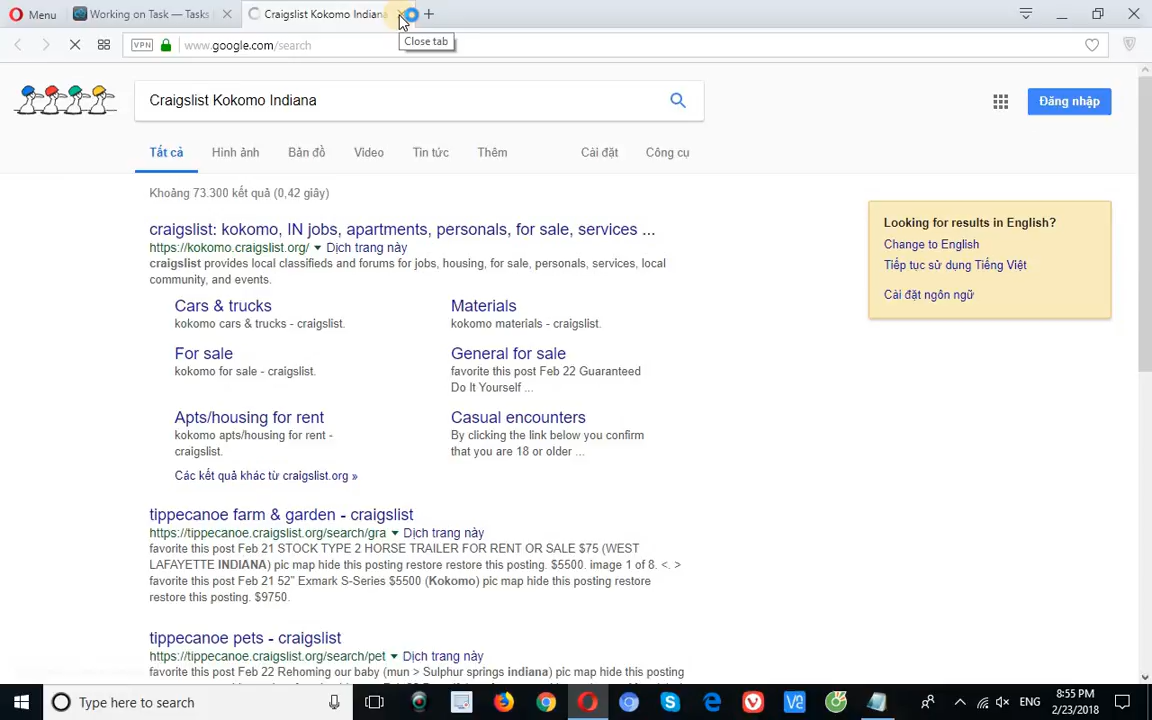 Menu
Working on Task — Tasks
Craigslist Kokomo Indiana
Close tab
VPN
www.google.com/search
Craigslist Kokomo Indiana
Đăng nhập
Tất cả
Hình ảnh
Bản đồ
Video
Tin tức
Thêm
Cài đặt
Công cụ
Khoảng 73.300 kết quả (0,42 giây)
craigslist: kokomo, IN jobs, apartments, personals, for sale, services ...
https://kokomo.craigslist.org/ Dịch trang này
craigslist provides local classifieds and forums for jobs, housing, for sale, personals, services, local
community, and events.
Cars & trucks
kokomo cars & trucks - craigslist.
Materials
kokomo materials - craigslist.
For sale
kokomo for sale - craigslist.
General for sale
favorite this post Feb 22 Guaranteed
Do It Yourself ...
Apts/housing for rent
kokomo apts/housing for rent -
craigslist.
Casual encounters
By clicking the link below you confirm
that you are 18 or older ...
Các kết quả khác từ craigslist.org »
Looking for results in English?
Change to English
Tiếp tục sử dụng Tiếng Việt
Cài đặt ngôn ngữ
tippecanoe farm & garden - craigslist
https://tippecanoe.craigslist.org/search/gra Dịch trang này
favorite this post Feb 21 STOCK TYPE 2 HORSE TRAILER FOR RENT OR SALE $75 (WEST
LAFAYETTE INDIANA) pic map hide this posting restore restore this posting. $5500. image 1 of 8. <. >
favorite this post Feb 21 52" Exmark S-Series $5500 (Kokomo) pic map hide this posting restore
restore this posting. $9750.
tippecanoe pets - craigslist
https://tippecanoe.craigslist.org/search/pet Dịch trang này
favorite this post Feb 22 Rehoming our baby (mun > Sulphur springs indiana) pic map hide this posting
Type here to search
ENG
8:55 PM
2/23/2018